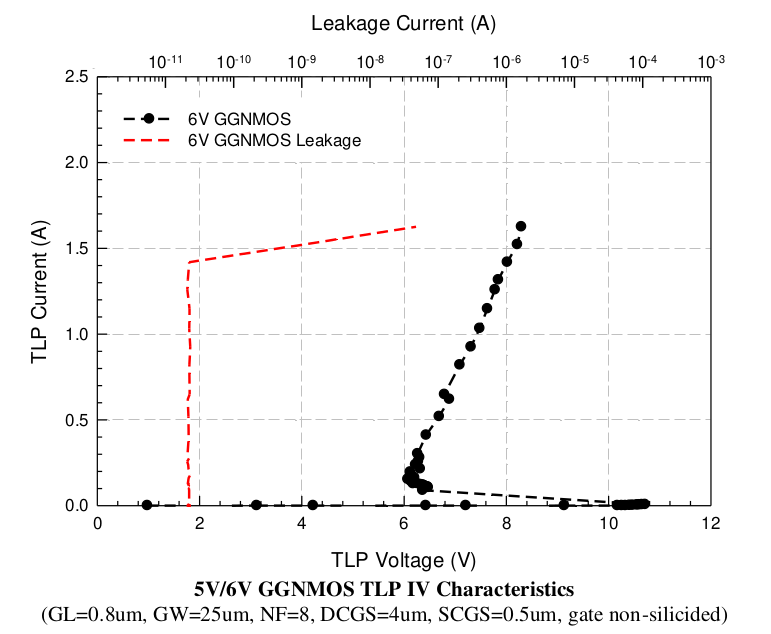 Leakage Current (A)
10-11 10-10 10-9 10-8 10-7 10-6 10-5 10-4 10-3
2.5
6V GGNMOS
6V GGNMOS Leakage
2.0
1.5
TLP Current (A)
1.0
0.5
0.0
0 2 4 6 8 10 12
TLP Voltage (V)
5V/6V GGNMOS TLP IV Characteristics
(GL=0.8um, GW=25um, NF=8, DCGS=4um, SCGS=0.5um, gate non-silicided)